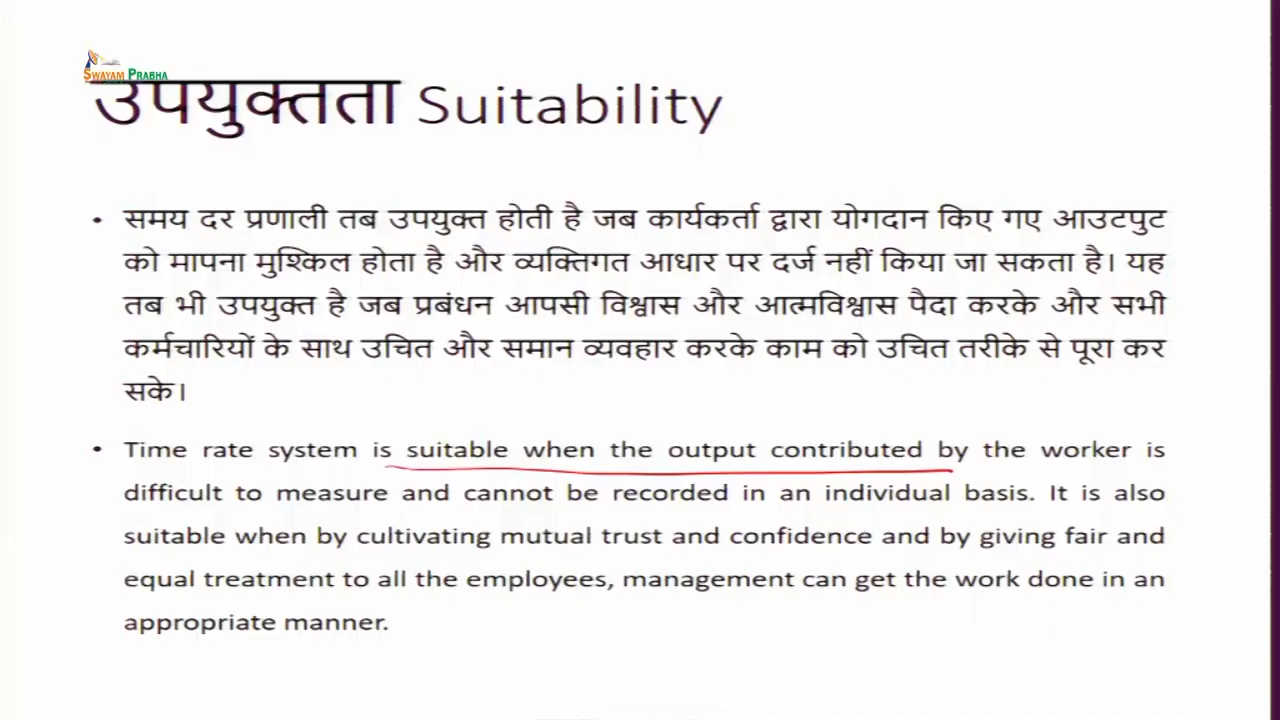 SWAYAM PRABHA
उपयुक्तता Suitability
• समय दर प्रणाली तब उपयुक्त होती है जब कार्यकर्ता द्वारा योगदान किए गए आउटपुट
को मापना मुश्किल होता है और व्यक्तिगत आधार पर दर्ज नहीं किया जा सकता है। यह
तब भी उपयुक्त है जब प्रबंधन आपसी विश्वास और आत्मविश्वास पैदा करके और सभी
कर्मचारियों के साथ उचित और समान व्यवहार करके काम को उचित तरीके से पूरा कर
सके।
• Time rate system is suitable when the output contributed by the worker is
difficult to measure and cannot be recorded in an individual basis. It is also
suitable when by cultivating mutual trust and confidence and by giving fair and
equal treatment to all the employees, management can get the work done in an
appropriate manner.